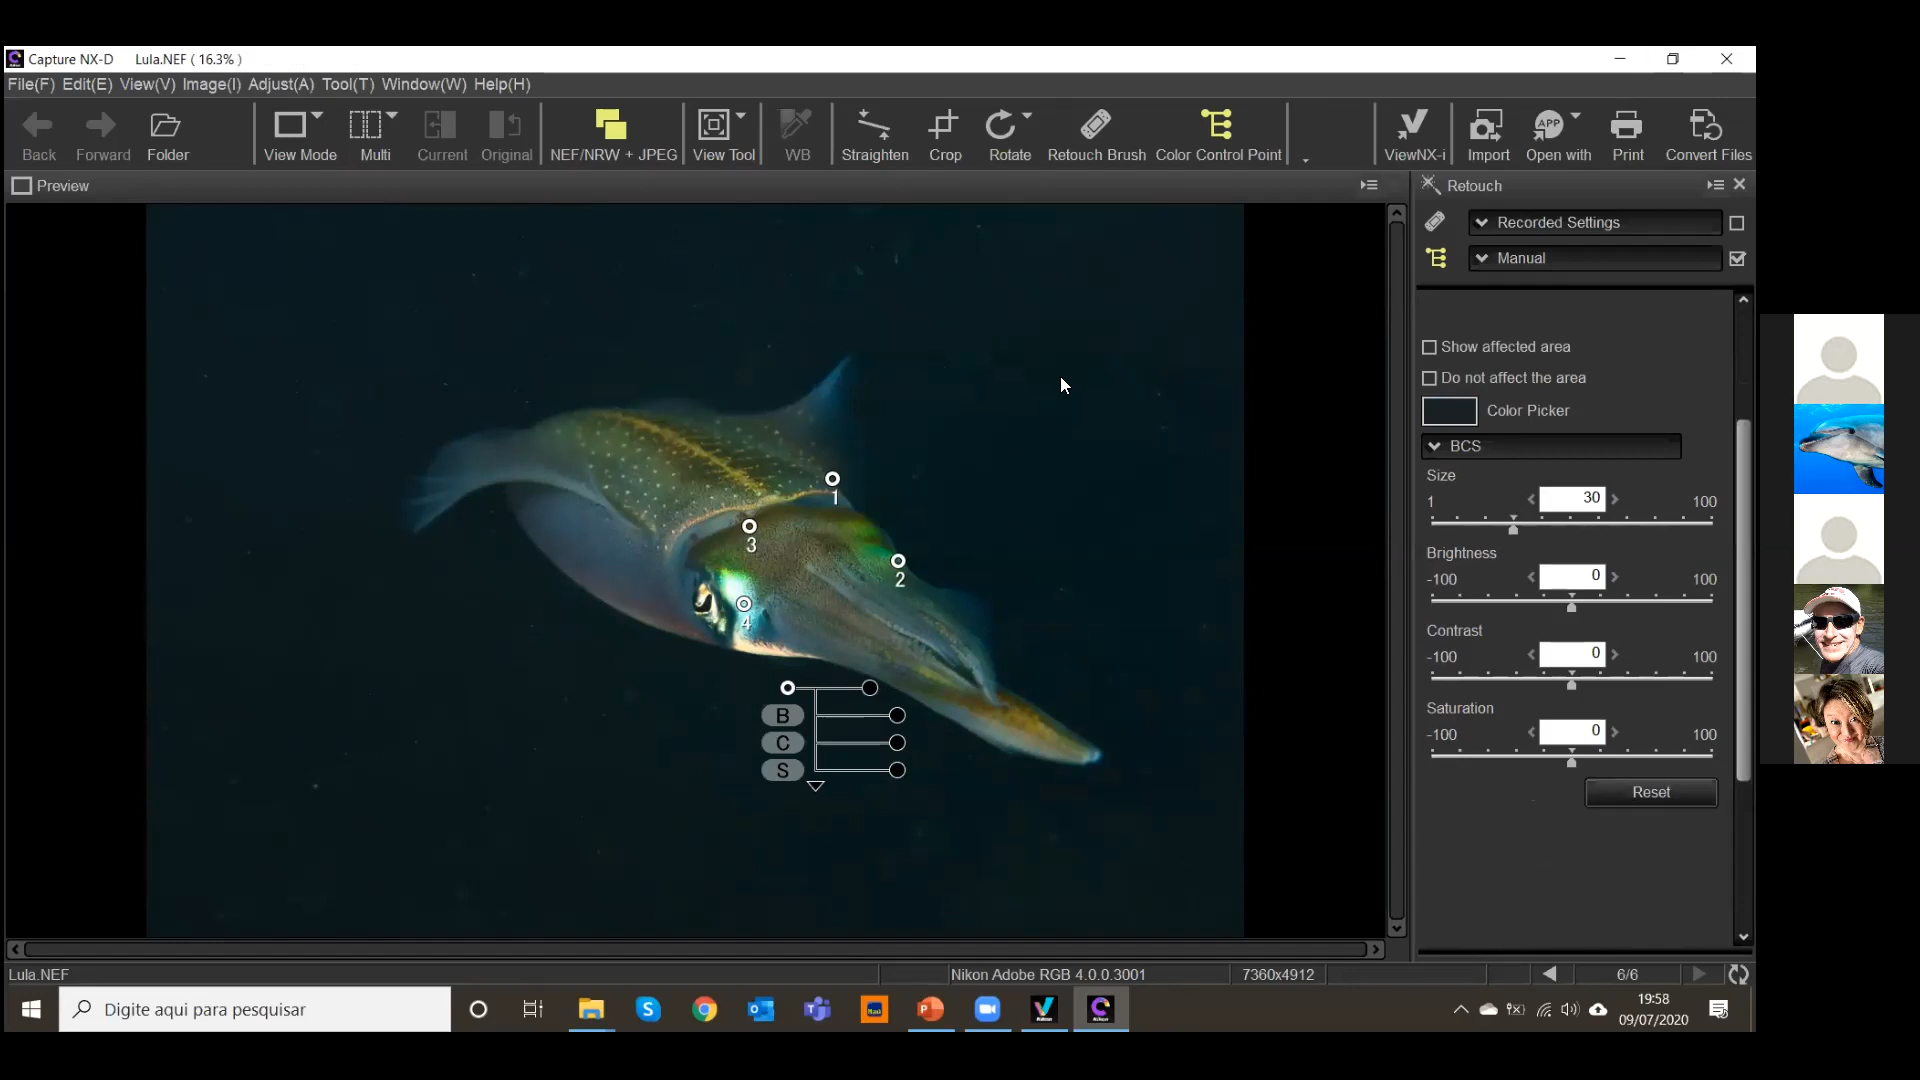 Capture NX-D Lula.NEF ( 16.3% )
File(F) Edit(E) View(V) Image(I) Adjust(A) Tool(T) Window(W) Help(H)
Back Forward Folder View Mode Multi Current Original NEF/NRW + JPEG View Tool WB Straighten Crop Rotate Retouch Brush Color Control Point ViewNX-i Import Open with Print Convert Files
APP
Preview
Retouch
Recorded Settings
Manual
Show affected area
Do not affect the area
Color Picker
BCS
Size
1 30 100
Brightness
-100 0 100
Contrast
-100 0 100
Saturation
-100 0 100
Reset
1
3
2
4
B
C
S
Lula.NEF Nikon Adobe RGB 4.0.0.3001 7360x4912 6/6
Digite aqui para pesquisar
19:58
09/07/2020